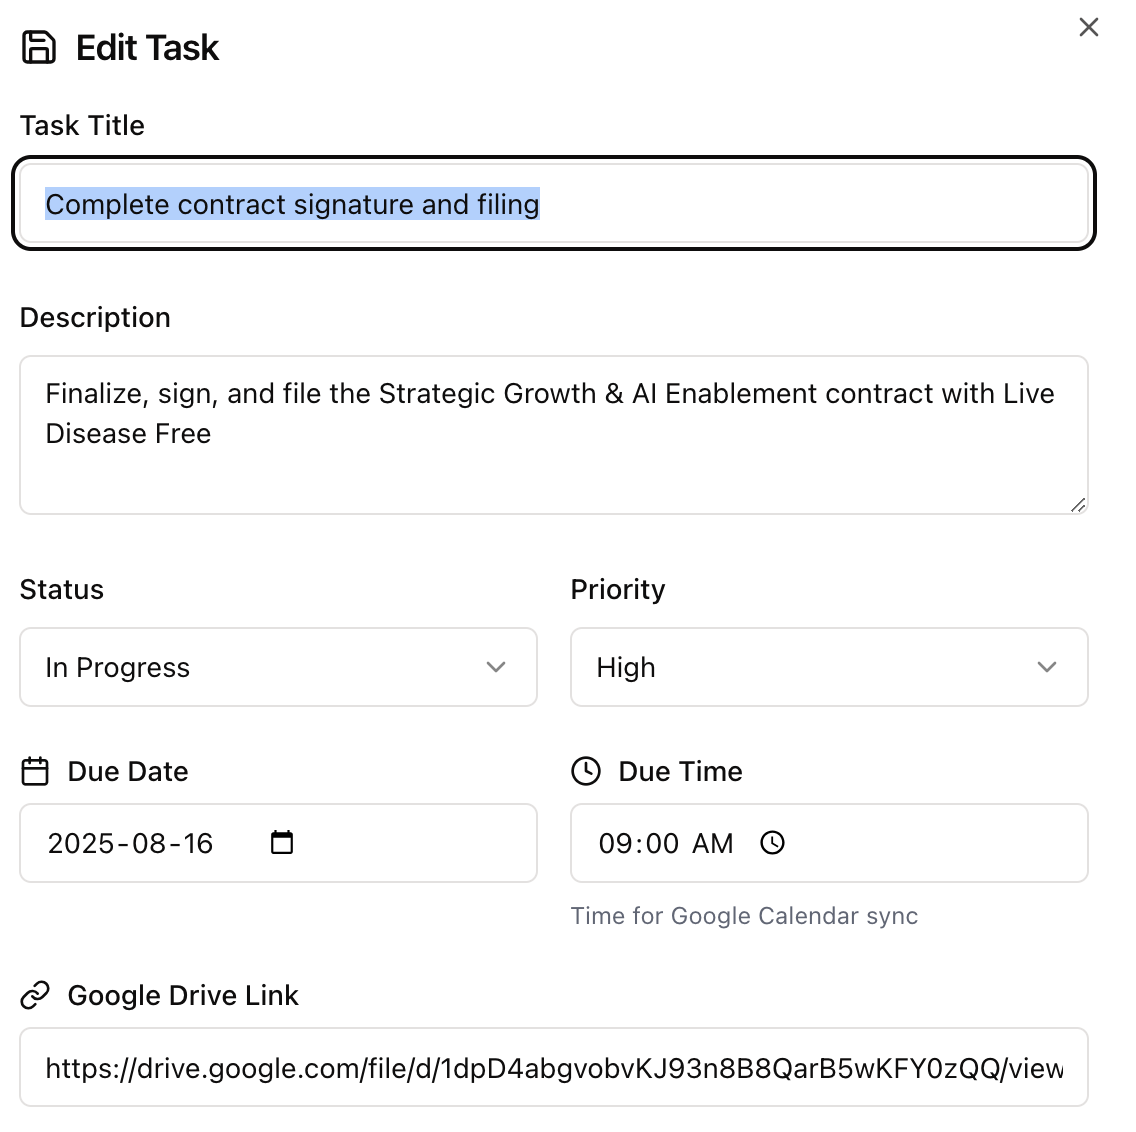 Edit Task
Task Title
Complete contract signature and filing
Description
Finalize, sign, and file the Strategic Growth & AI Enablement contract with Live
Disease Free
Status
Priority
In Progress
High
Due Date
Due Time
2025-08-16
09:00 AM
Time for Google Calendar sync
Google Drive Link
https://drive.google.com/file/d/1dpD4abgvobvKJ93n8B8QarB5wKFY0zQQ/view